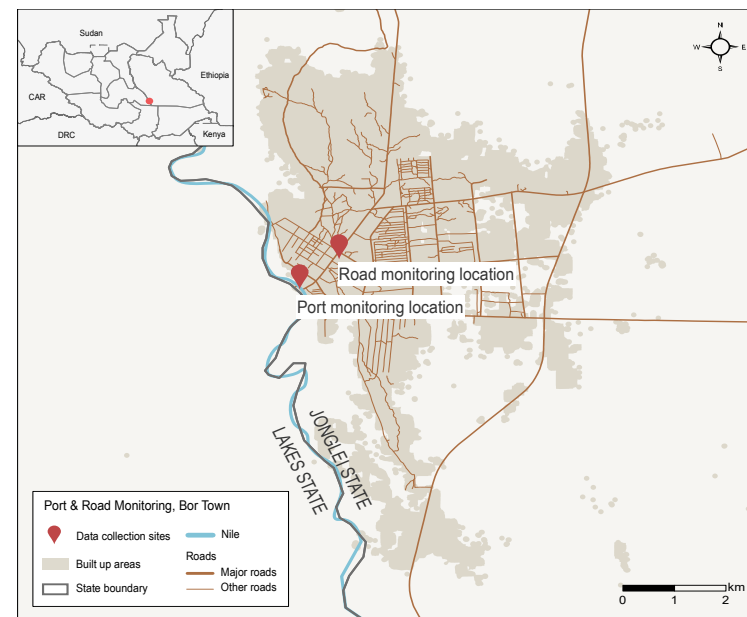 Sudan
Ethiopia
CAR
DRC
Kenya
N
W
E
S
Road monitoring location
Port monitoring location
JONGLEI STATE
LAKES STATE
Port & Road Monitoring, Bor Town
Data collection sites
Nile
Built up areas
Roads
Major roads
State boundary
Other roads
km
0 1 2